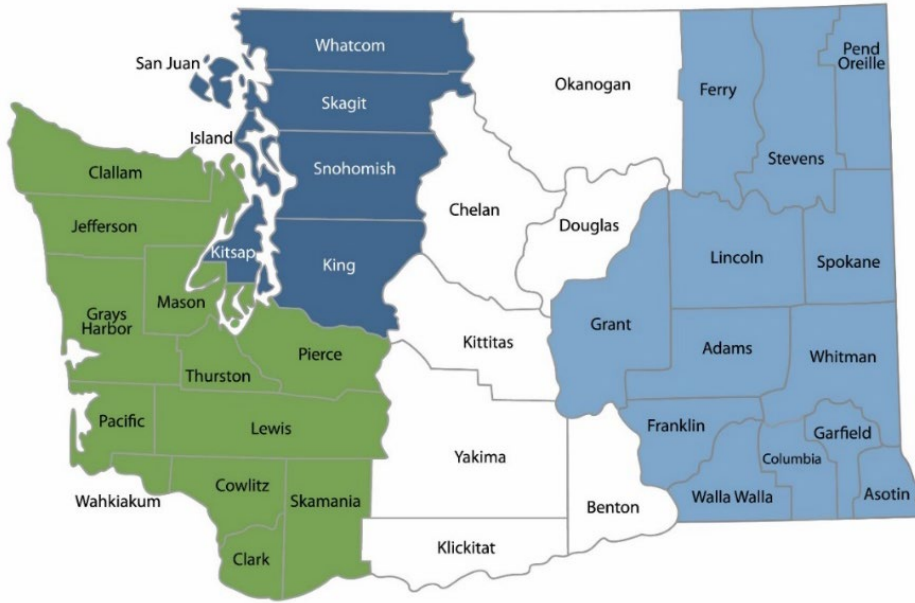 Whatcom
San Juan
Okanogan
Pend
Oreille
Ferry
Skagit
Island
Stevens
Snohomish
Clallam
Chelan
Douglas
Jefferson
Kitsap
King
Lincoln
Spokane
Mason
Grays
Harbor
Grant
Kittitas
Pierce
Adams
Whitman
Thurston
Pacific
Lewis
Franklin
Garfield
Yakima
Columbia
Wahkiakum
Cowlitz
Skamania
Walla Walla
Asotin
Benton
Klickitat
Clark